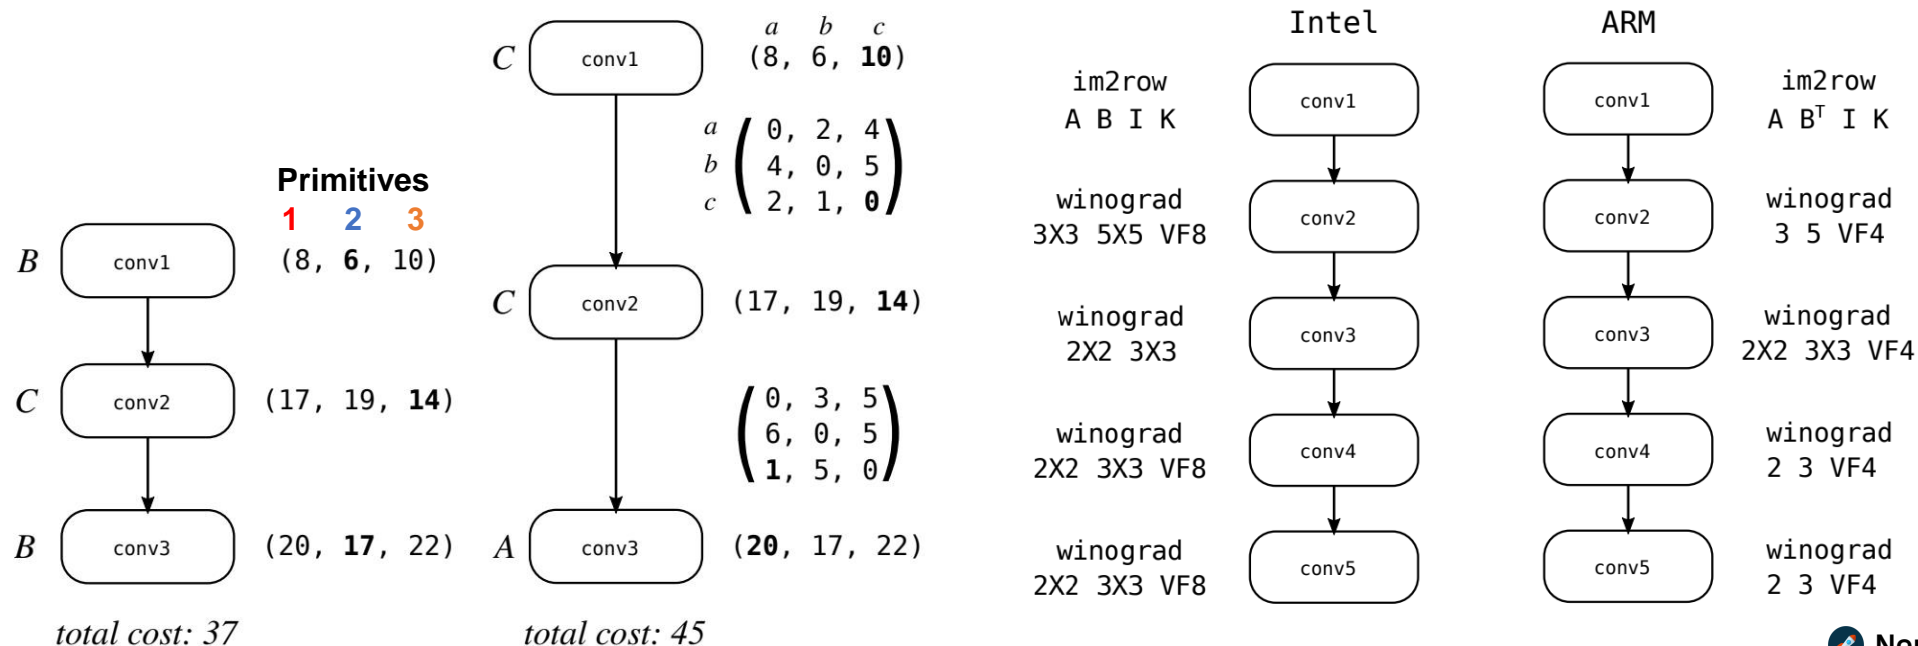 Primitives
1 2 3
B conv1 (8, 6, 10)
C conv2 (17, 19, 14)
B conv3 (20, 17, 22)
total cost: 37
a b c
C conv1 (8, 6, 10)
a 0, 2, 4
b 4, 0, 5
c 2, 1, 0
C conv2 (17, 19, 14)
0, 3, 5
6, 0, 5
1, 5, 0
A conv3 (20, 17, 22)
total cost: 45
Intel
im2row
A B I K
conv1
winograd
3X3 5X5 VF8
conv2
winograd
2X2 3X3
conv3
winograd
2X2 3X3 VF8
conv4
winograd
2X2 3X3 VF8
conv5
ARM
conv1
im2row
A Bᵀ I K
conv2
winograd
3 5 VF4
conv3
winograd
2X2 3X3 VF4
conv4
winograd
2 3 VF4
conv5
winograd
2 3 VF4